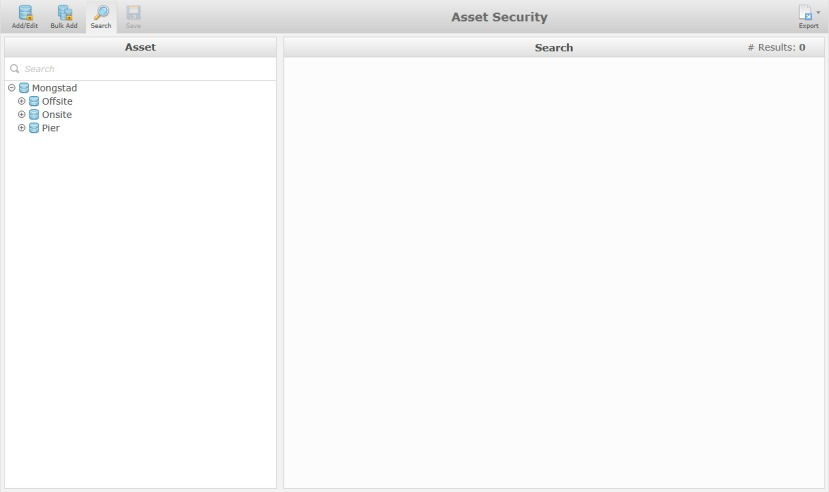 Add/Edit Bulk Add Search Save
Asset Security
Export
Asset
Search
Mongstad
Offsite
Onsite
Pier
Search
# Results: 0